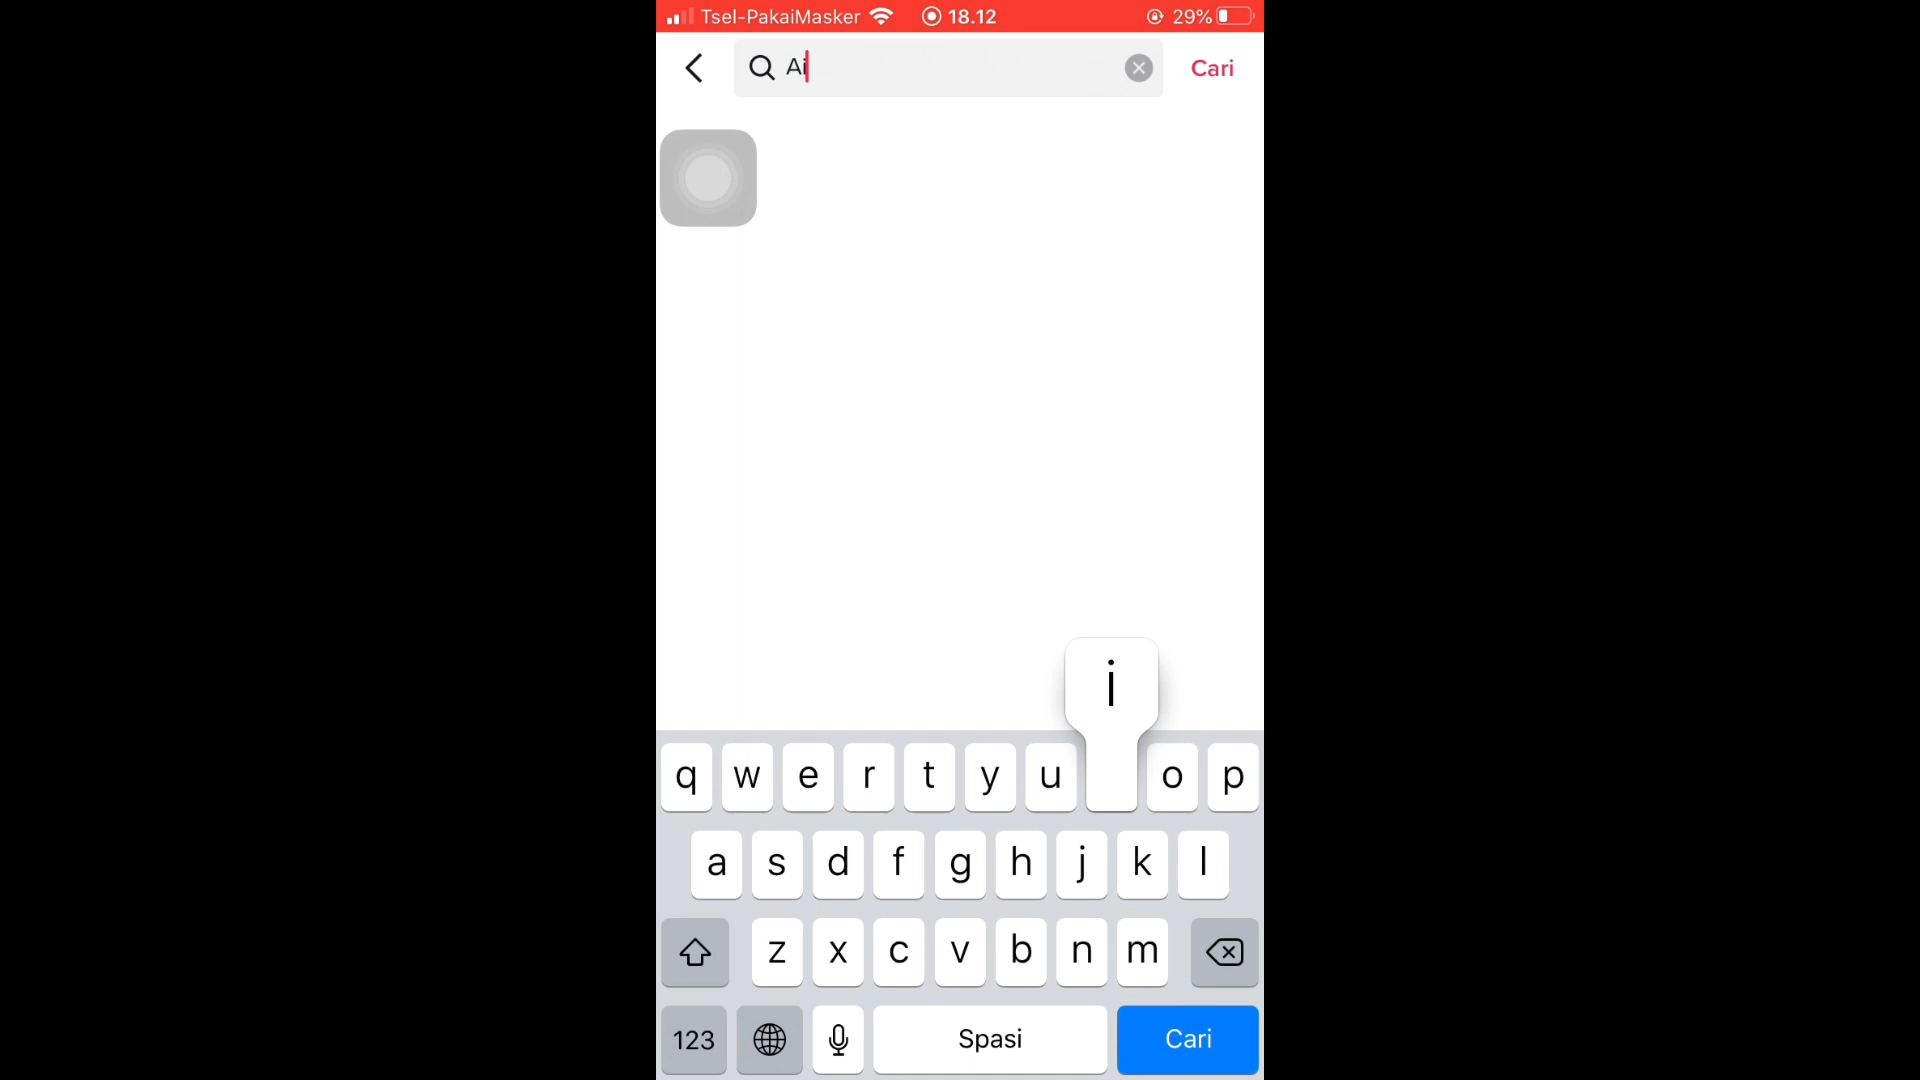 Tsel-PakaiMasker 18.12 29%
Ai Cari
i
q w e r t y u o p
a s d f g h j k l
z x c v b n m
123 Spasi Cari